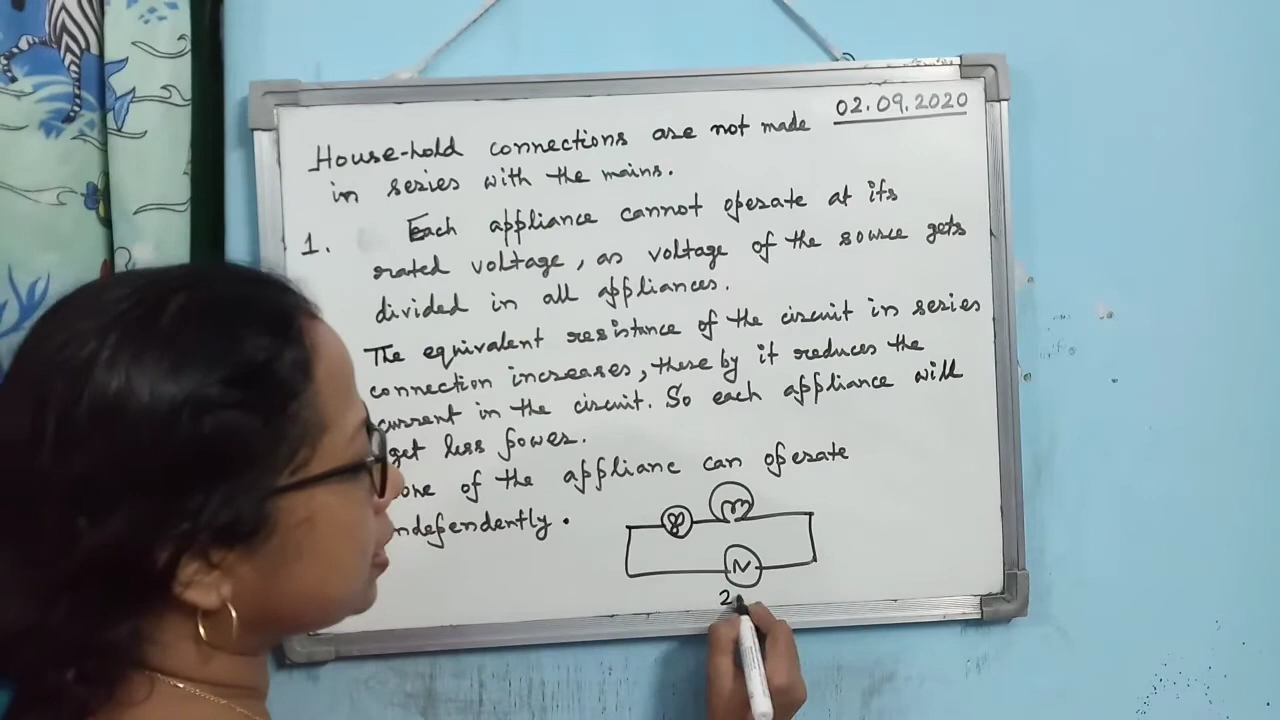 02.09.2020
House-hold connections are not made
in series with the mains.
1. Each appliance cannot operate at its
rated voltage, as voltage of the source gets
divided in all appliances.
The equivalent resistance of the circuit in series
connection increases, there by it reduces the
current in the circuit. So each appliance will
get less power.
of the applianc can operate
ndependently.
2